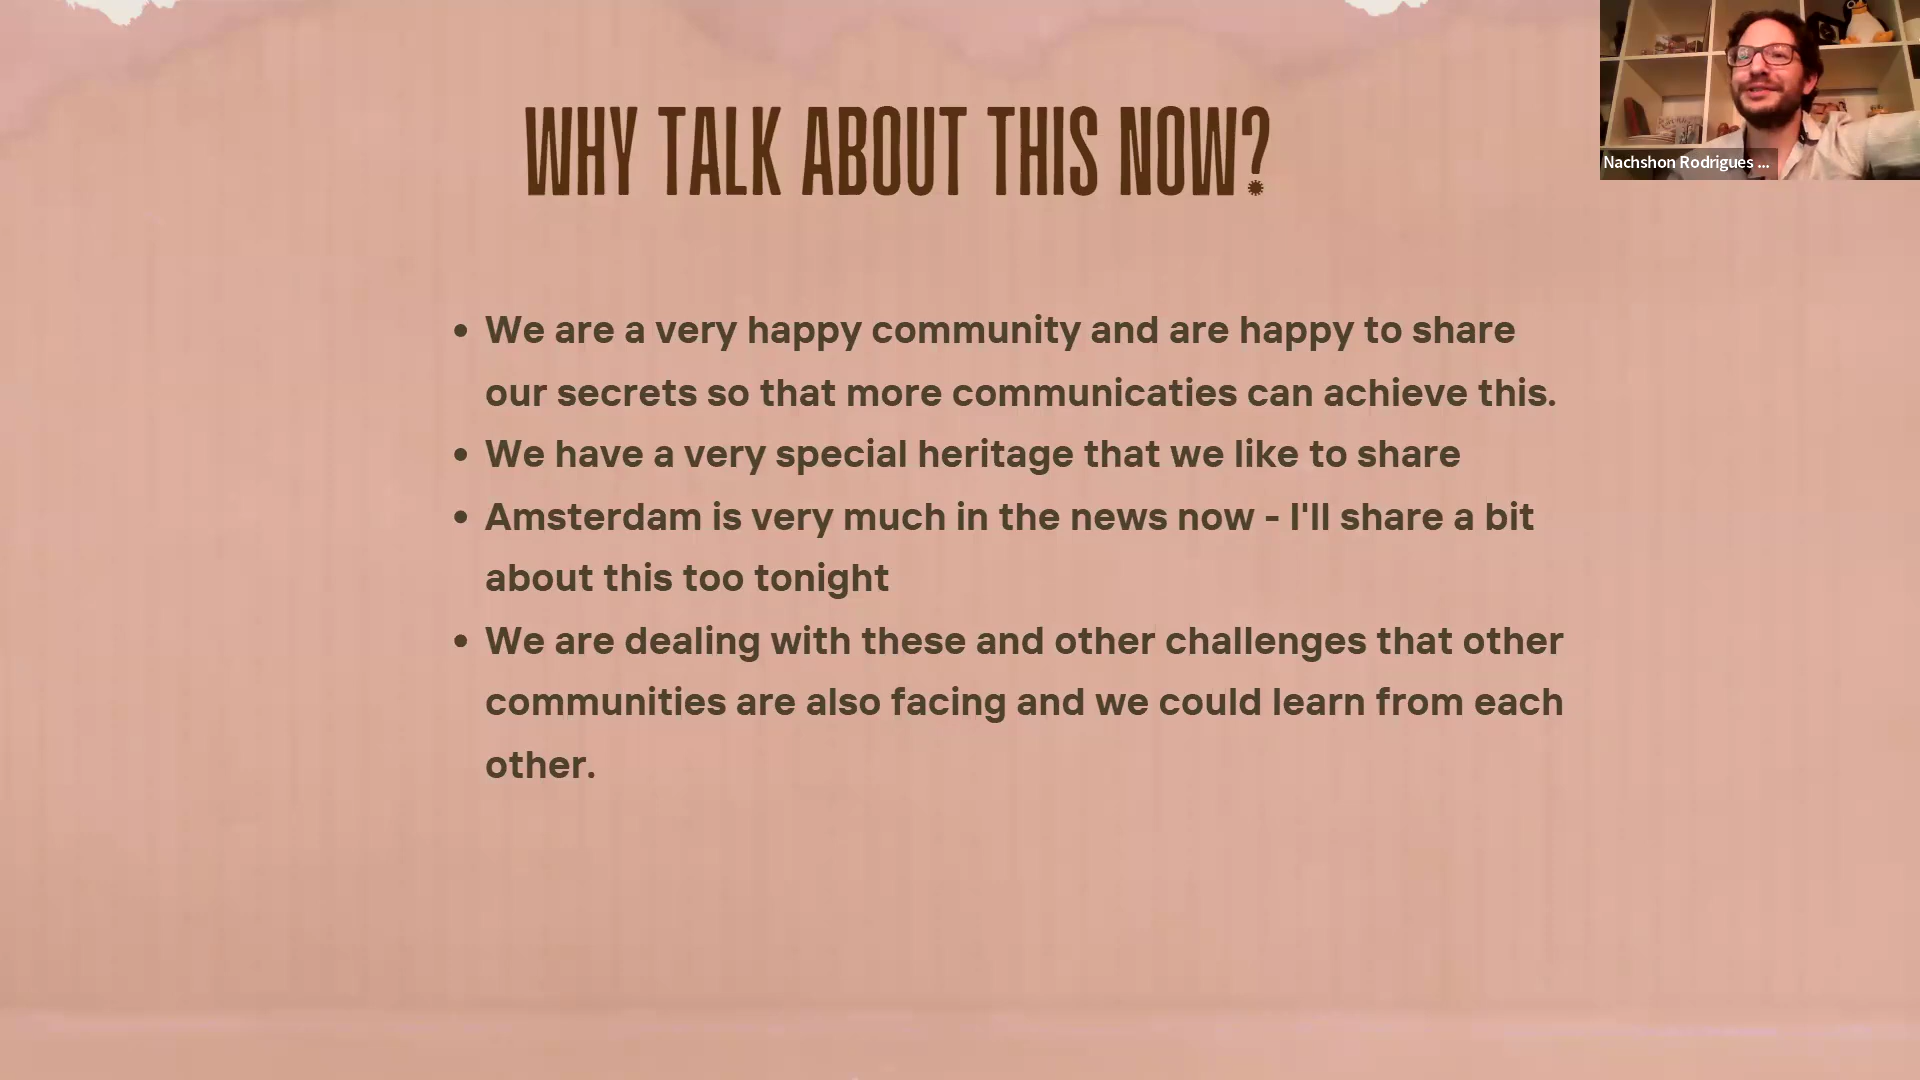 WHY TALK ABOUT THIS NOW?
Nachshon Rodrigues ...
• We are a very happy community and are happy to share
our secrets so that more communicaties can achieve this.
• We have a very special heritage that we like to share
• Amsterdam is very much in the news now - I'll share a bit
about this too tonight
• We are dealing with these and other challenges that other
communities are also facing and we could learn from each
other.